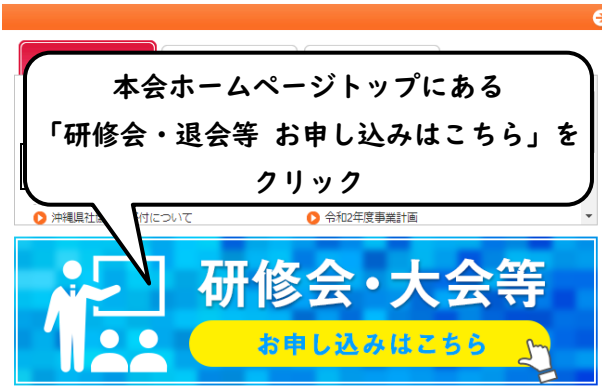 本会ホームページトップにある
「研修会・退会等 お申し込みはこちら」を
クリック
沖縄県社
付について
令和2年度事業計画
研修会・大会等
お申し込みはこちら